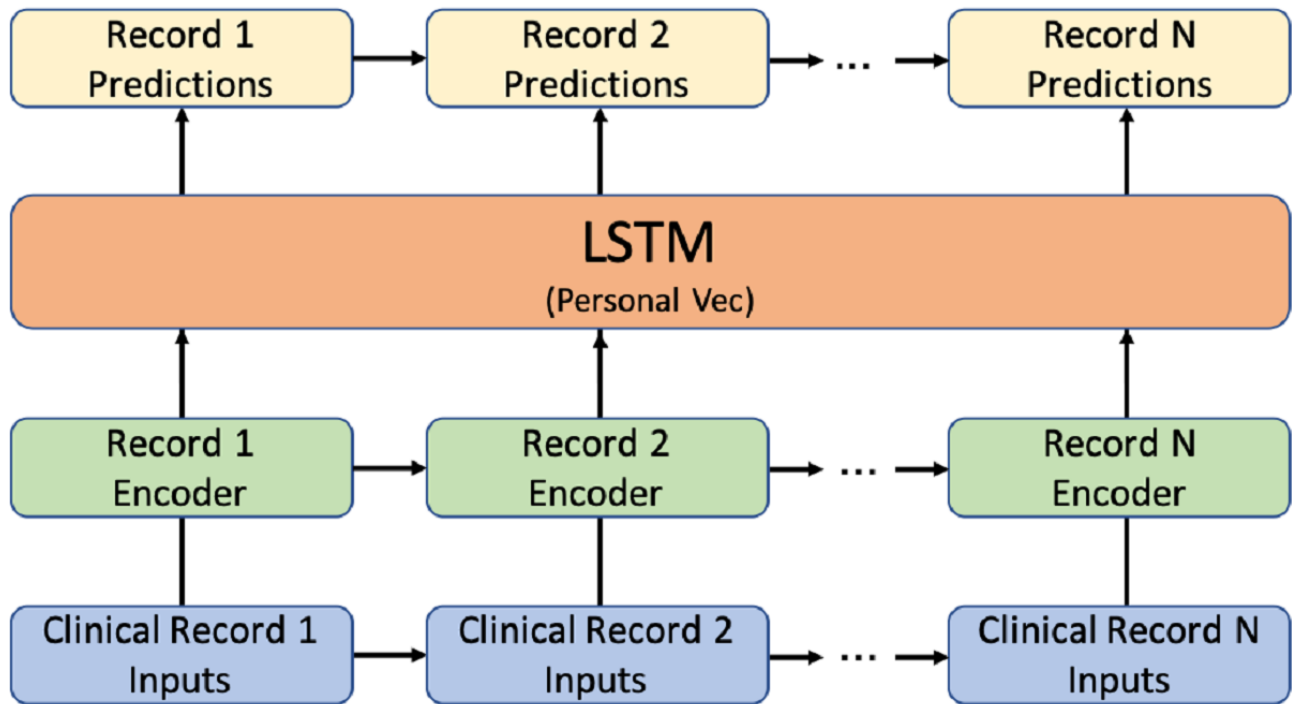 Record 1
Predictions
Record 2
Predictions
...
Record N
Predictions
LSTM
(Personal Vec)
Record 1
Encoder
Record 2
Encoder
...
Record N
Encoder
Clinical Record 1
Inputs
Clinical Record 2
Inputs
...
Clinical Record N
Inputs